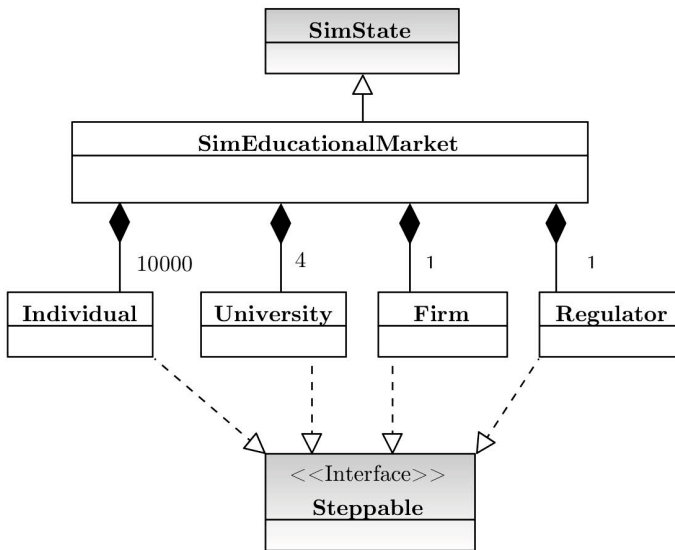 SimState
SimEducationalMarket
10000
4
1
1
Individual
University
Firm
Regulator
<<Interface>>
Steppable